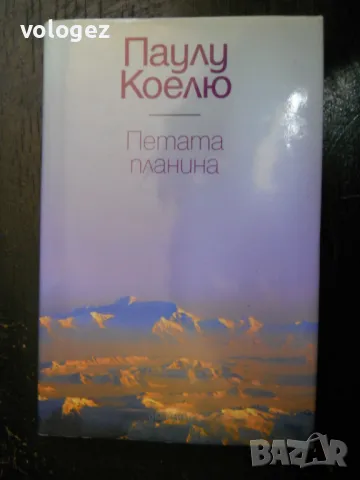 vologez
Паулу
Коелю
Петата
планина
BAZAR